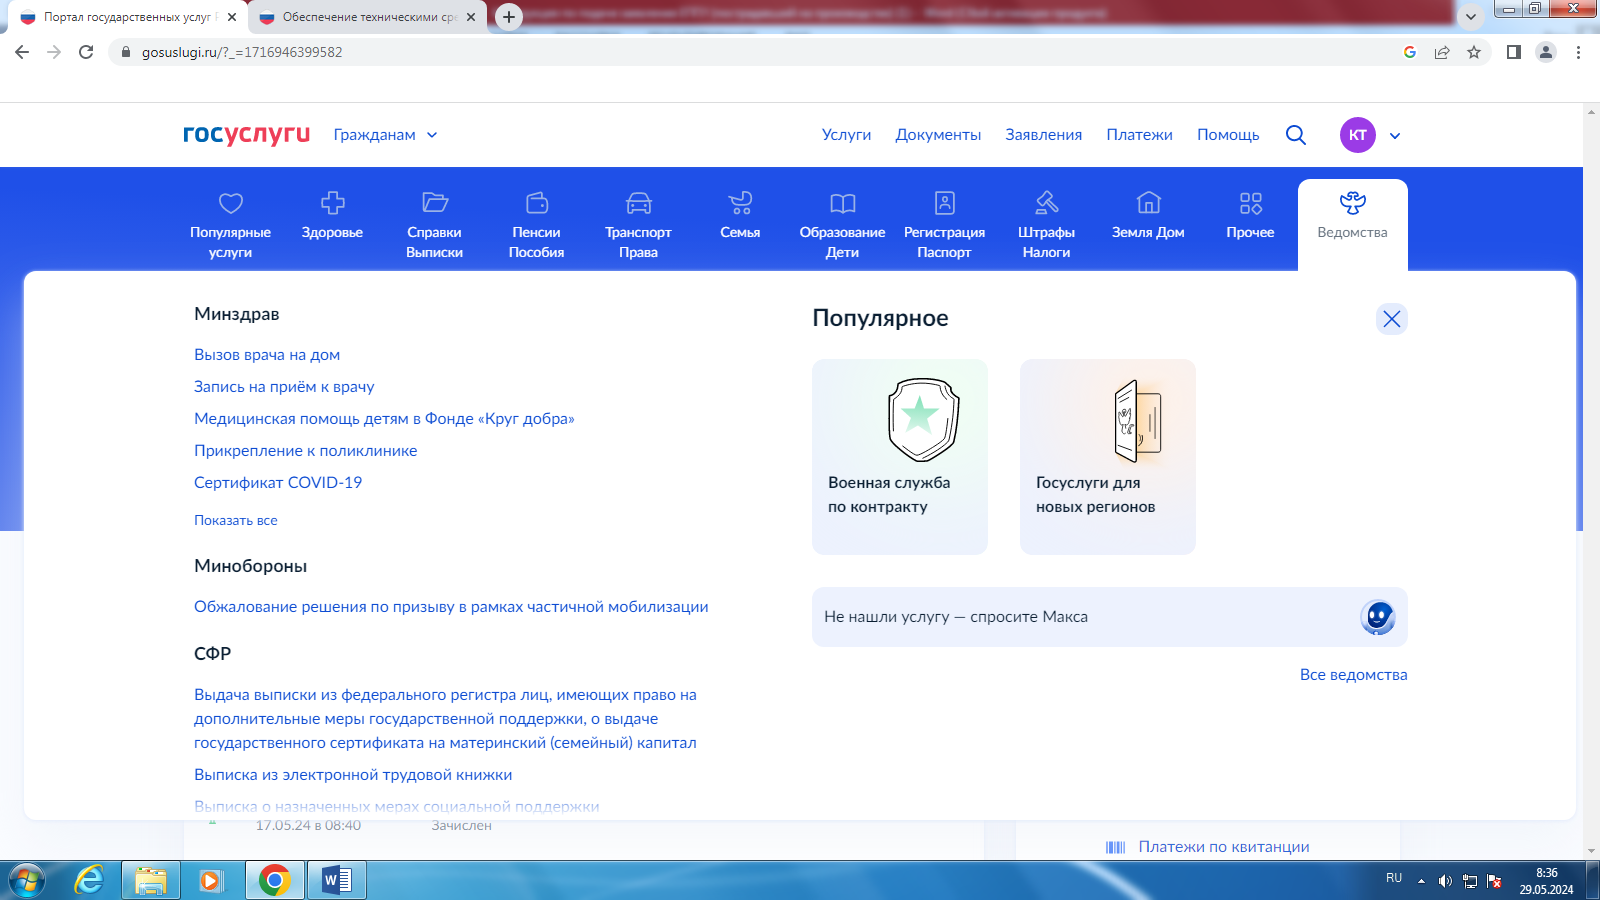 Портал государственных услуг
Обеспечение техническими сре
gosuslugi.ru/?_=1716946399582
госуслуги
Гражданам
Услуги
Документы
Заявления
Платежи
Помощь
КТ
Популярные услуги
Здоровье
Справки Выписки
Пенсии Пособия
Транспорт Права
Семья
Образование Дети
Регистрация Паспорт
Штрафы Налоги
Земля Дом
Прочее
Ведомства
Минздрав
Вызов врача на дом
Запись на приём к врачу
Медицинская помощь детям в Фонде «Круг добра»
Прикрепление к поликлинике
Сертификат COVID-19
Показать все
Минобороны
Обжалование решения по призыву в рамках частичной мобилизации
СФР
Выдача выписки из федерального регистра лиц, имеющих право на
дополнительные меры государственной поддержки, о выдаче
государственного сертификата на материнский (семейный) капитал
Выписка из электронной трудовой книжки
Выписка о назначенных мерах социальной поддержки
Популярное
Военная служба
по контракту
Госуслуги для
новых регионов
Не нашли услугу — спросите Макса
Все ведомства
17.05.24 в 08:40
Зачислен
Платежи по квитанции
RU
8:36
29.05.2024